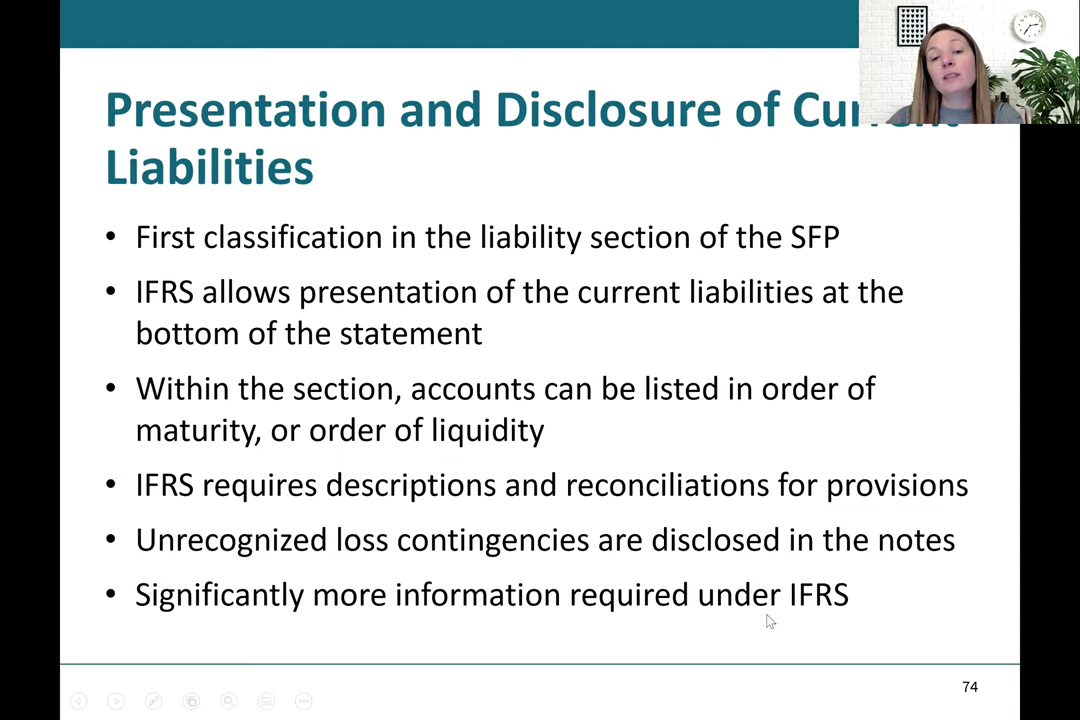 Presentation and Disclosure of Current
Liabilities
• First classification in the liability section of the SFP
• IFRS allows presentation of the current liabilities at the
bottom of the statement
• Within the section, accounts can be listed in order of
maturity, or order of liquidity
• IFRS requires descriptions and reconciliations for provisions
• Unrecognized loss contingencies are disclosed in the notes
• Significantly more information required under IFRS
74